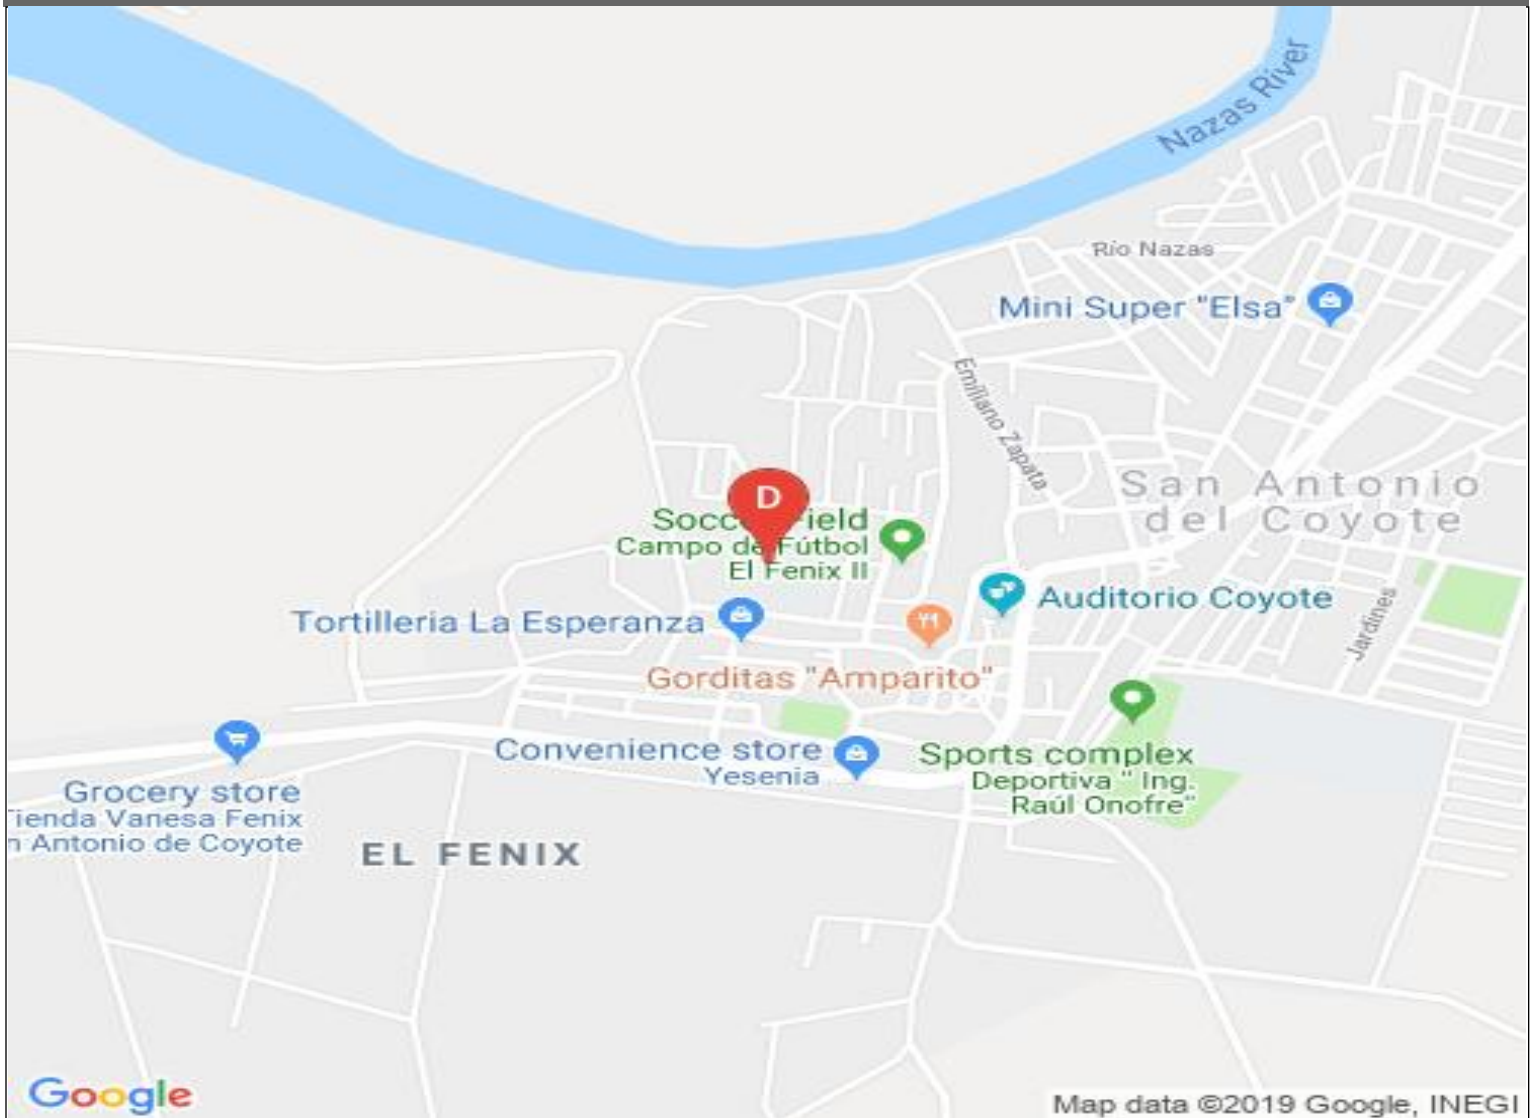 Nazas River
Río Nazas
Mini Super "Elsa"
Emiliano Zapata
San Antonio
del Coyote
D
Soccer Field
Campo de Fútbol
El Fenix II
Auditorio Coyote
Tortilleria La Esperanza
Jardines
Gorditas "Amparito"
Convenience store
Yesenia
Sports complex
Deportiva " Ing.
Raúl Onofre"
Grocery store
Tienda Vanesa Fenix
n Antonio de Coyote
EL FENIX
Google
Map data ©2019 Google, INEGI